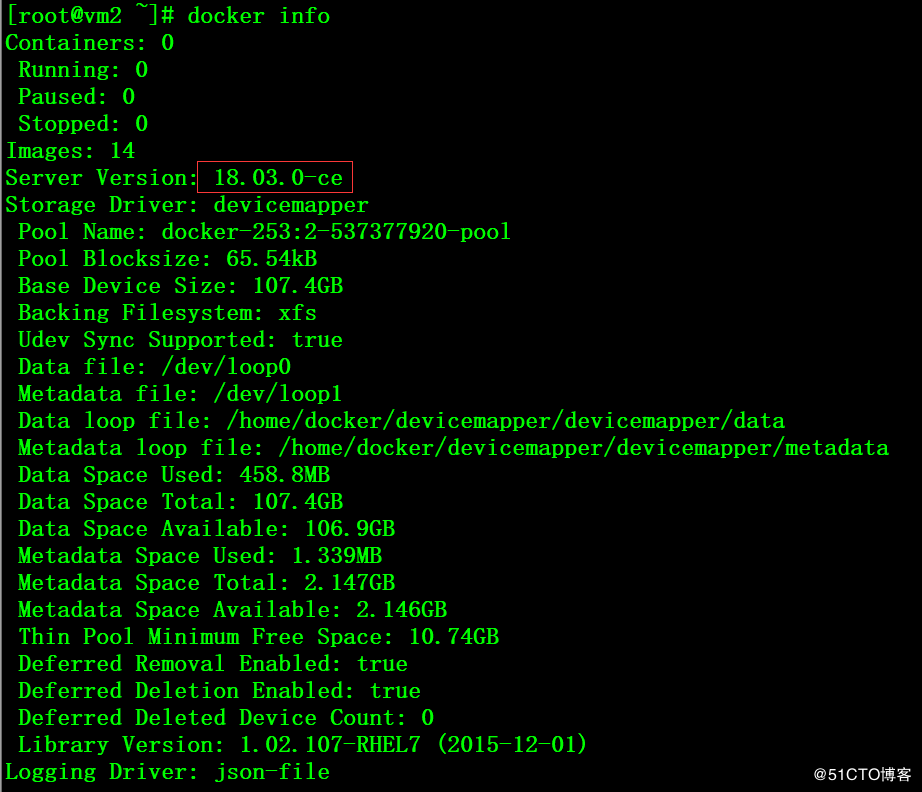 [root@vm2 ~]# docker info
Containers: 0
 Running: 0
 Paused: 0
 Stopped: 0
Images: 14
Server Version: 18.03.0-ce
Storage Driver: devicemapper
 Pool Name: docker-253:2-537377920-pool
 Pool Blocksize: 65.54kB
 Base Device Size: 107.4GB
 Backing Filesystem: xfs
 Udev Sync Supported: true
 Data file: /dev/loop0
 Metadata file: /dev/loop1
 Data loop file: /home/docker/devicemapper/devicemapper/data
 Metadata loop file: /home/docker/devicemapper/devicemapper/metadata
 Data Space Used: 458.8MB
 Data Space Total: 107.4GB
 Data Space Available: 106.9GB
 Metadata Space Used: 1.339MB
 Metadata Space Total: 2.147GB
 Metadata Space Available: 2.146GB
 Thin Pool Minimum Free Space: 10.74GB
 Deferred Removal Enabled: true
 Deferred Deletion Enabled: true
 Deferred Deleted Device Count: 0
 Library Version: 1.02.107-RHEL7 (2015-12-01)
Logging Driver: json-file
@51CTO博客